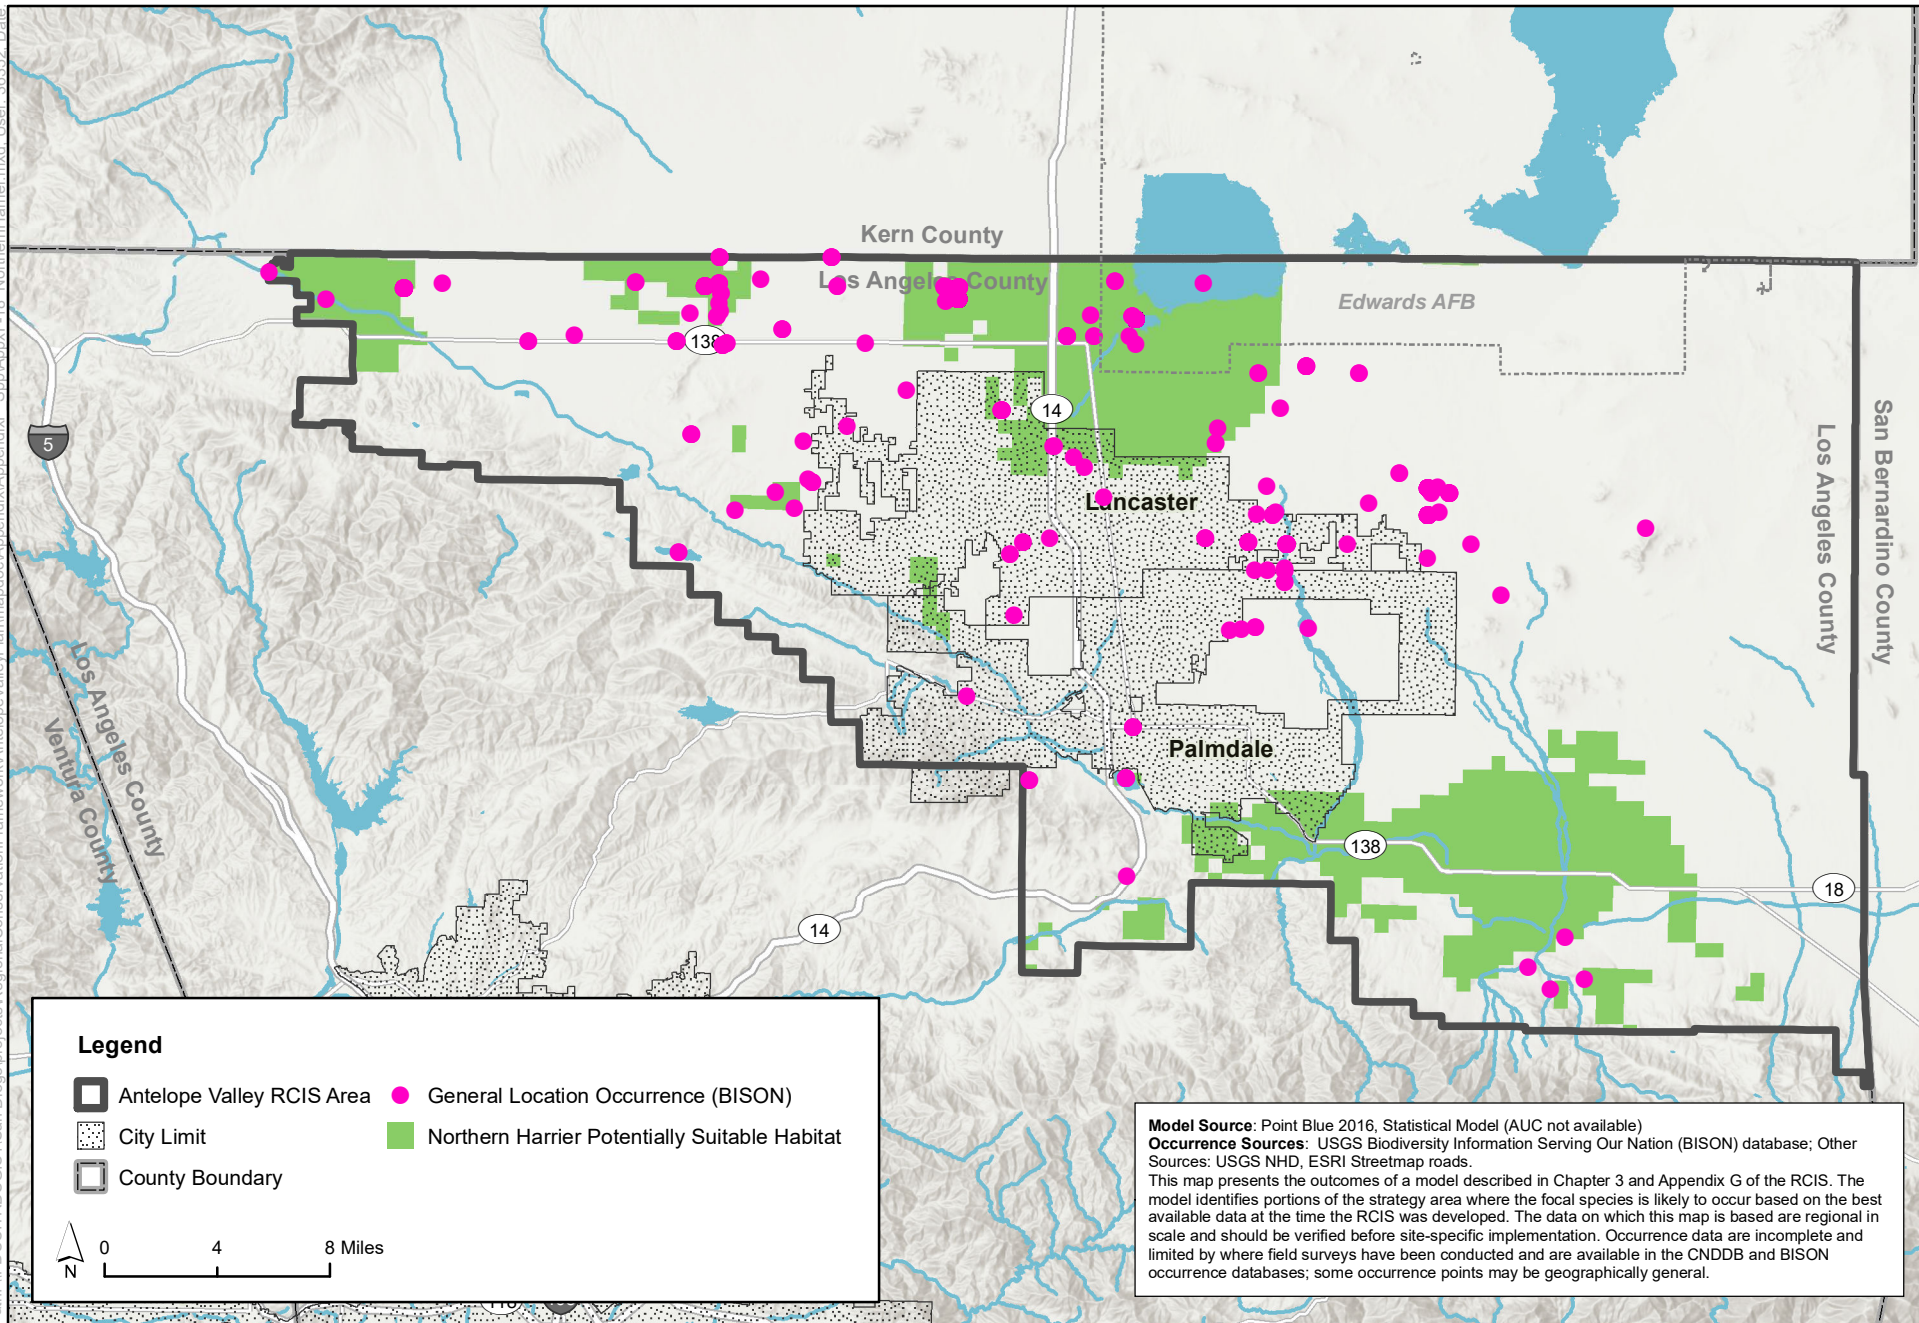 Kern County
Los Angeles County
Edwards AFB
138
14
5
Lancaster
Los Angeles County
San Bernardino County
Los Angeles County
Ventura County
Palmdale
138
18
14
Legend
Antelope Valley RCIS Area
General Location Occurrence (BISON)
City Limit
Northern Harrier Potentially Suitable Habitat
County Boundary
0 4 8 Miles
N
Model Source: Point Blue 2016, Statistical Model (AUC not available)
Occurrence Sources: USGS Biodiversity Information Serving Our Nation (BISON) database; Other
Sources: USGS NHD, ESRI Streetmap roads.
This map presents the outcomes of a model described in Chapter 3 and Appendix G of the RCIS. The
model identifies portions of the strategy area where the focal species is likely to occur based on the best
available data at the time the RCIS was developed. The data on which this map is based are regional in
scale and should be verified before site-specific implementation. Occurrence data are incomplete and
limited by where field surveys have been conducted and are available in the CNDDB and BISON
occurrence databases; some occurrence points may be geographically general.